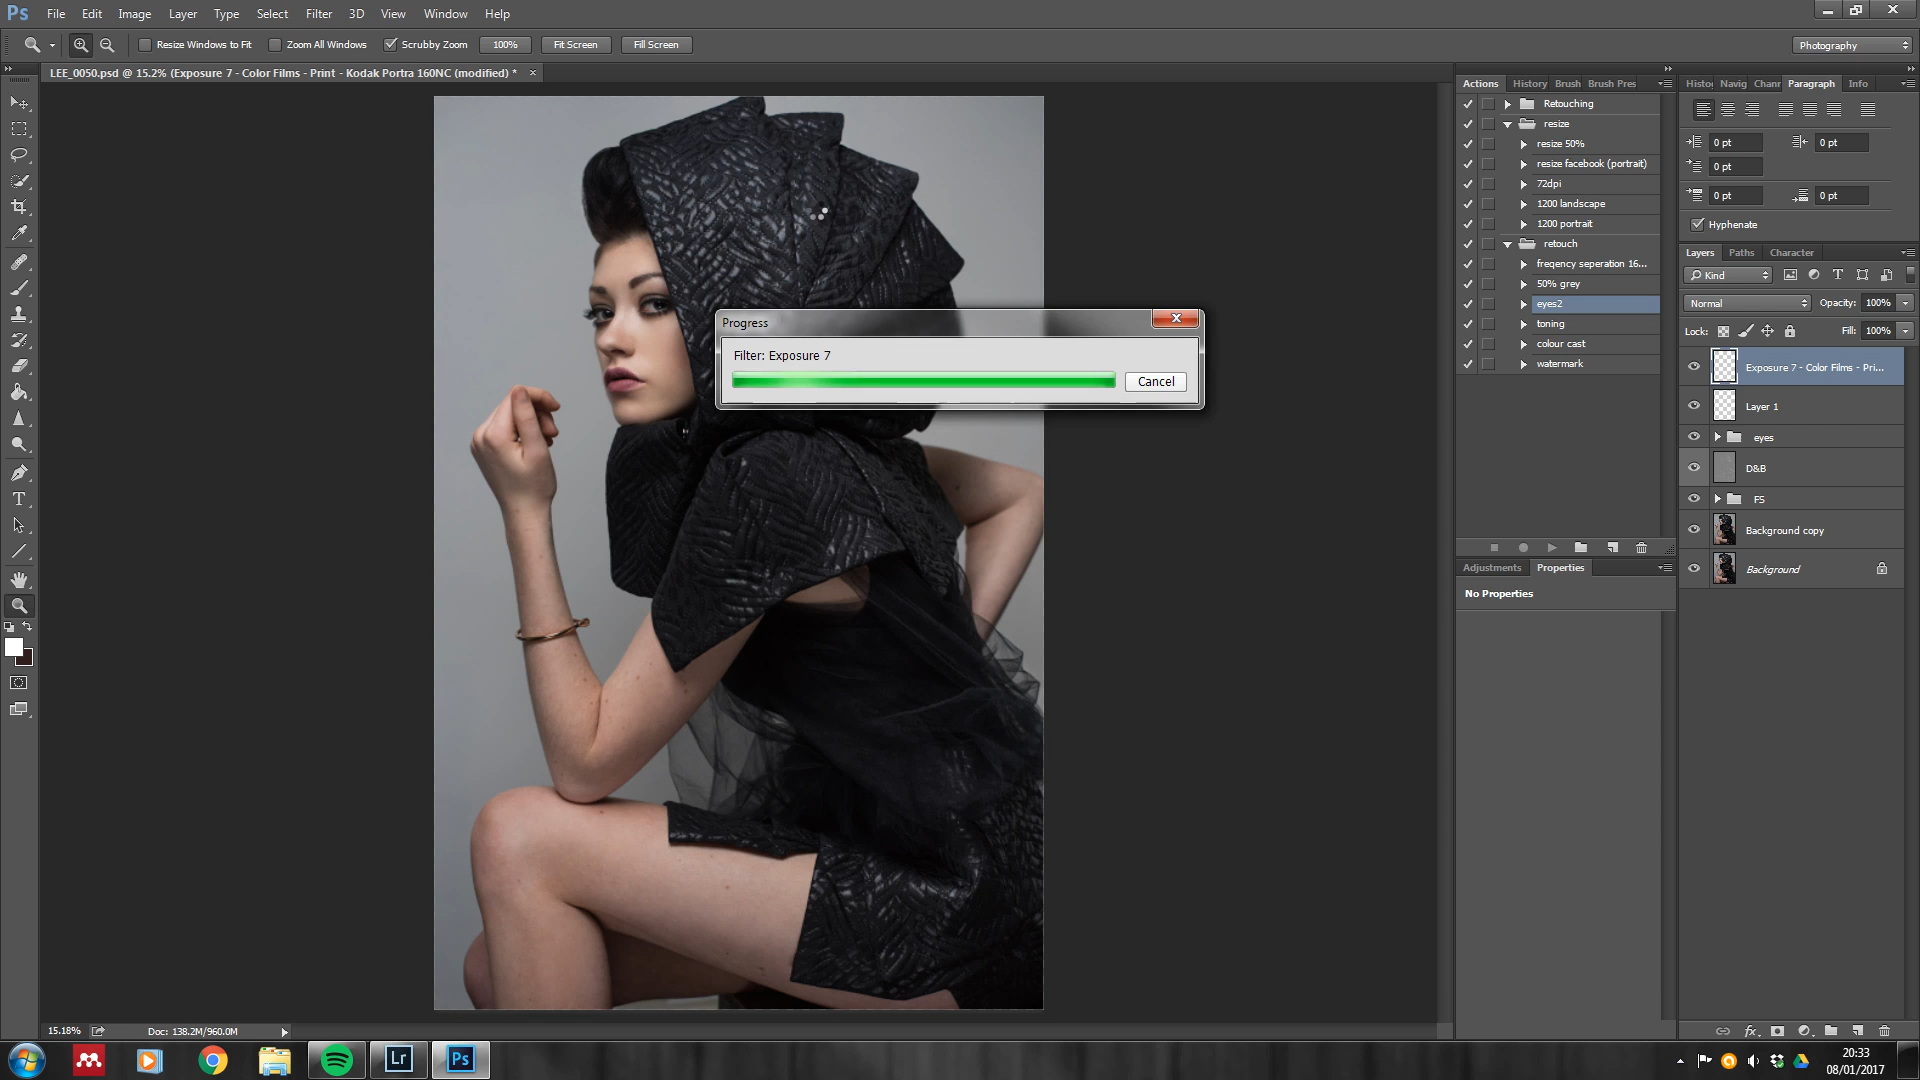 Ps File Edit Image Layer Type Select Filter 3D View Window Help
Resize Windows to Fit Zoom All Windows Scrubby Zoom 100% Fit Screen Fill Screen Photography
LEE_0050.psd @ 15.2% (Exposure 7 - Color Films - Print - Kodak Portra 160NC (modified) *
Actions History Brush Brush Pres
Retouching
resize
resize 50%
resize facebook (portrait)
72dpi
1200 landscape
1200 portrait
retouch
freqency seperation 16...
50% grey
eyes2
toning
colour cast
watermark
Adjustments Properties
No Properties
Histo Navig Chanr Paragraph Info
0 pt 0 pt
0 pt
0 pt 0 pt
Hyphenate
Layers Paths Character
Kind
Normal Opacity: 100%
Lock: Fill: 100%
Exposure 7 - Color Films - Pri...
Layer 1
eyes
D&B
FS
Background copy
Background
fx
Progress
Filter: Exposure 7
Cancel
15.18% Doc: 138.2M/960.0M
Lr Ps
20:33
08/01/2017